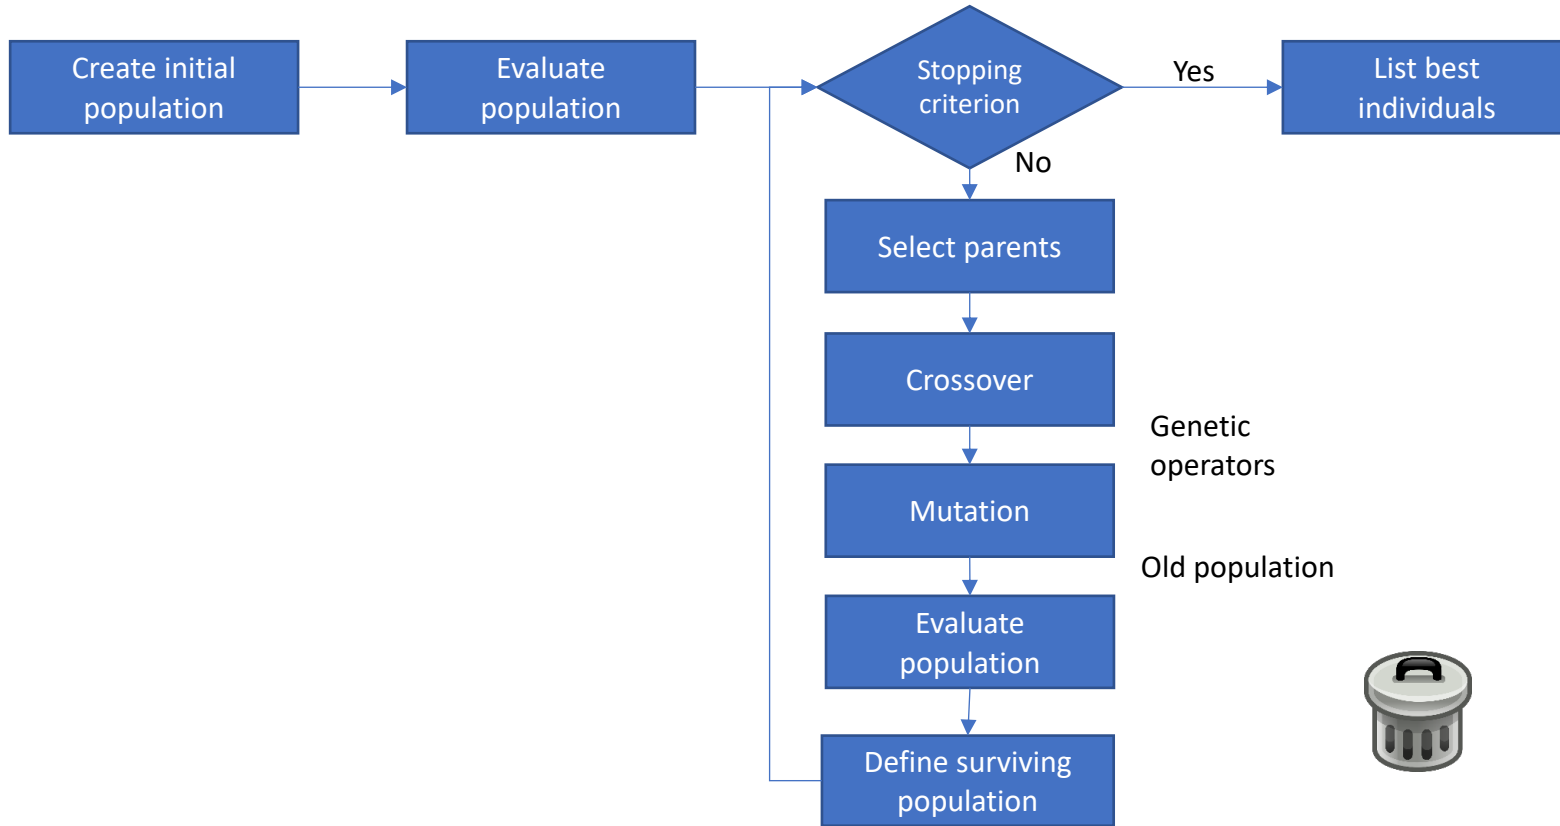 Create initial
population
Evaluate
population
Stopping
criterion
Yes
List best
individuals
No
Select parents
Crossover
Genetic
operators
Mutation
Old population
Evaluate
population
Define surviving
population